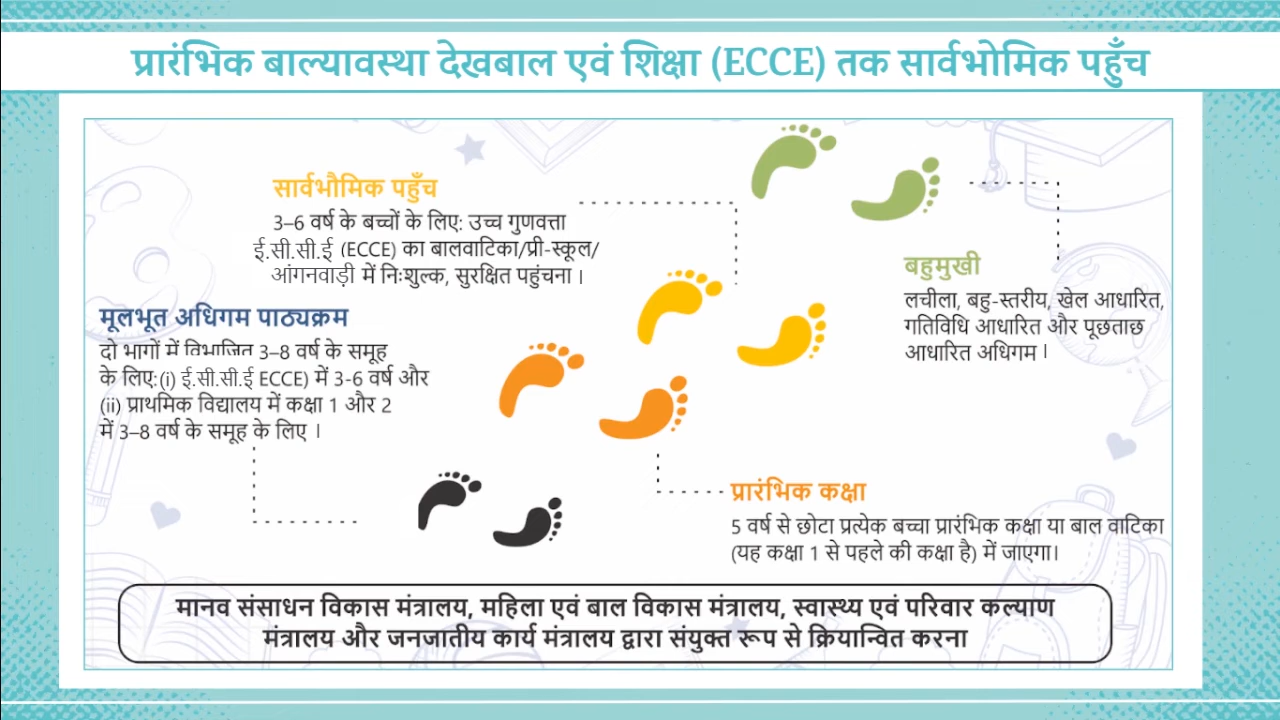 प्रारंभिक बाल्यावस्था देखबाल एवं शिक्षा (ECCE) तक सार्वभोमिक पहुँच
सार्वभौमिक पहुँच
3–6 वर्ष के बच्चों के लिए: उच्च गुणवत्ता
ई.सी.सी.ई (ECCE) का बालवाटिका/प्री-स्कूल/
आंगनवाड़ी में निःशुल्क, सुरक्षित पहुंचना ।
बहुमुखी
लचीला, बहु-स्तरीय, खेल आधारित,
गतिविधि आधारित और पूछताछ
आधारित अधिगम ।
मूलभूत अधिगम पाठ्यक्रम
दो भागों में विभाजित 3–8 वर्ष के समूह
के लिए:(i) ई.सी.सी.ई ECCE) में 3-6 वर्ष और
(ii) प्राथमिक विद्यालय में कक्षा 1 और 2
में 3–8 वर्ष के समूह के लिए ।
प्रारंभिक कक्षा
5 वर्ष से छोटा प्रत्येक बच्चा प्रारंभिक कक्षा या बाल वाटिका
(यह कक्षा 1 से पहले की कक्षा है) में जाएगा।
मानव संसाधन विकास मंत्रालय, महिला एवं बाल विकास मंत्रालय, स्वास्थ्य एवं परिवार कल्याण
मंत्रालय और जनजातीय कार्य मंत्रालय द्वारा संयुक्त रूप से क्रियान्वित करना